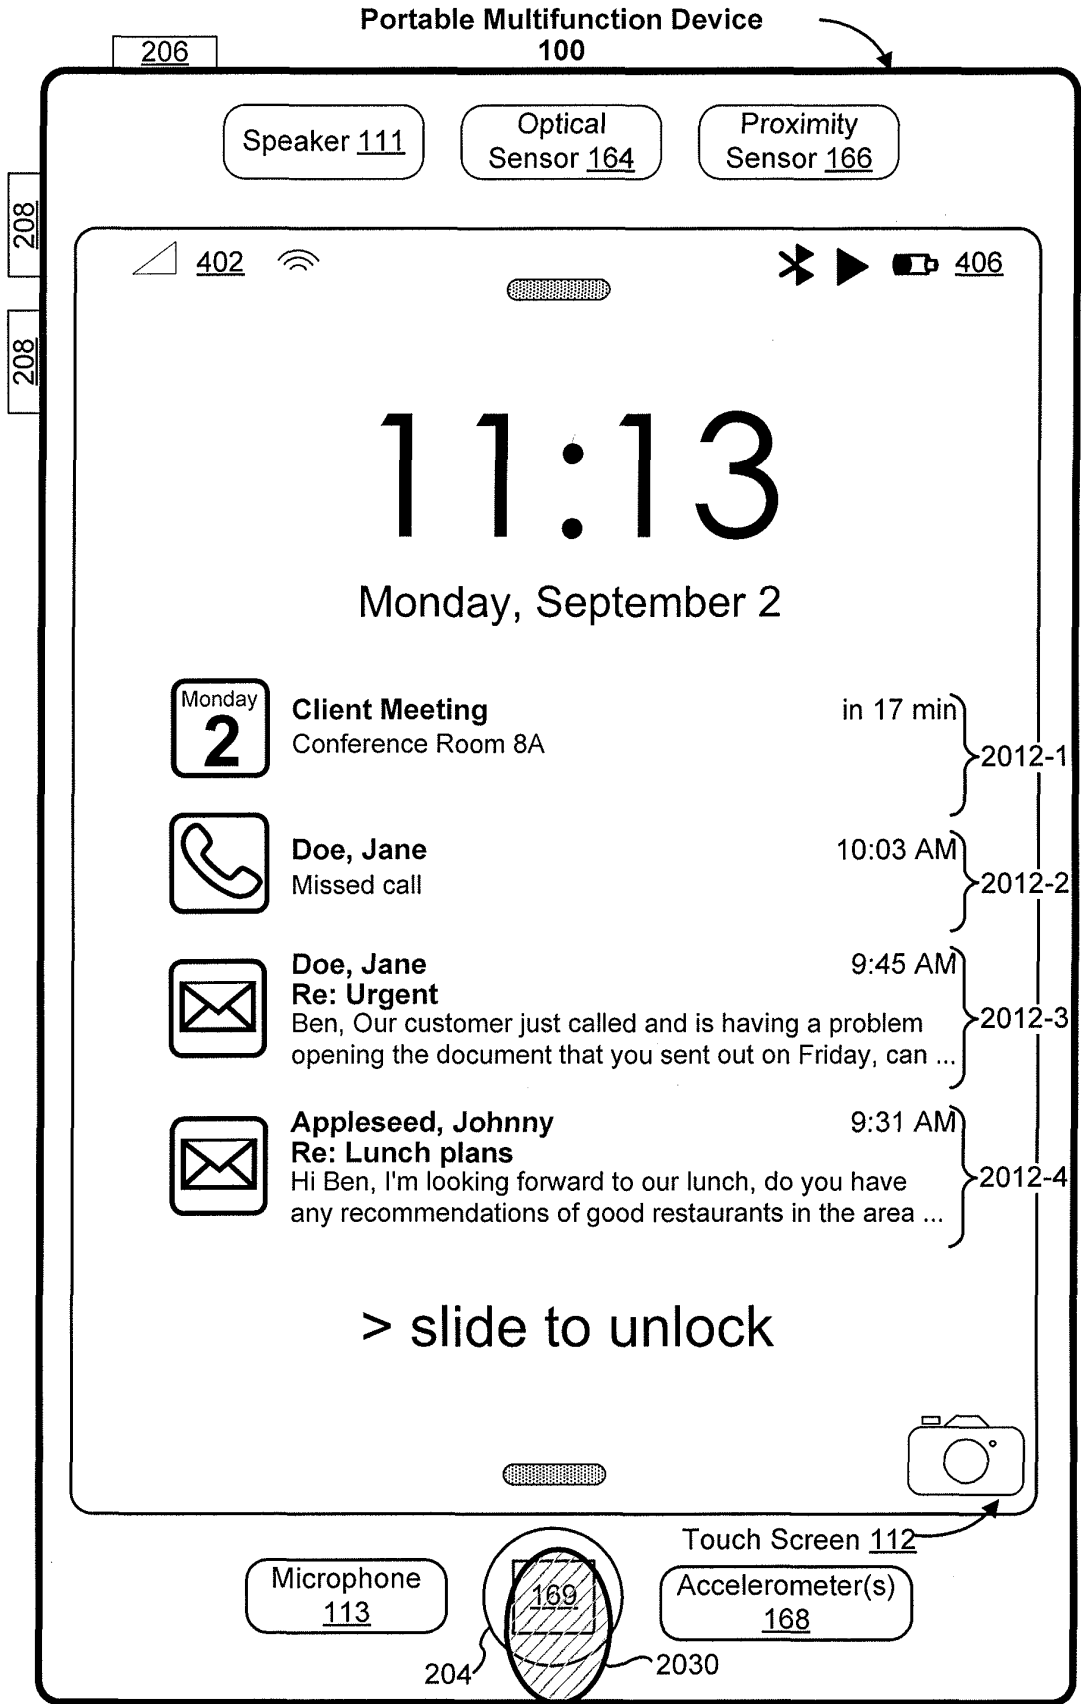 Portable Multifunction Device
100
206
Speaker 111
Optical
Sensor 164
Proximity
Sensor 166
208
208
402
406
11:13
Monday, September 2
Monday
2
Client Meeting
in 17 min
Conference Room 8A
2012-1
Doe, Jane
10:03 AM
Missed call
2012-2
Doe, Jane
9:45 AM
Re: Urgent
Ben, Our customer just called and is having a problem
2012-3
opening the document that you sent out on Friday, can ...
Appleseed, Johnny
9:31 AM
Re: Lunch plans
Hi Ben, I'm looking forward to our lunch, do you have
2012-4
any recommendations of good restaurants in the area ...
> slide to unlock
Touch Screen 112
Microphone
113
169
Accelerometer(s)
168
204
2030